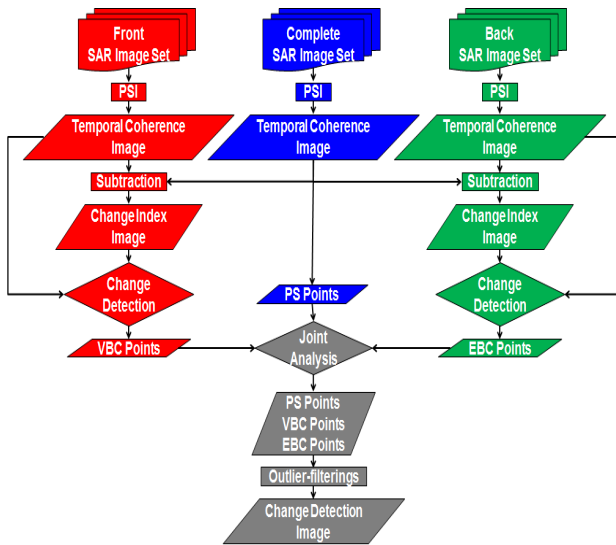 Front
SAR Image Set
Complete
SAR Image Set
Back
SAR Image Set
PSI
PSI
PSI
Temporal Coherence
Image
Temporal Coherence
Image
Temporal Coherence
Image
Subtraction
Subtraction
Change Index
Image
Change Index
Image
Change
Detection
PS Points
Change
Detection
VBC Points
Joint
Analysis
EBC Points
PS Points
VBC Points
EBC Points
Outlier-filterings
Change Detection
Image